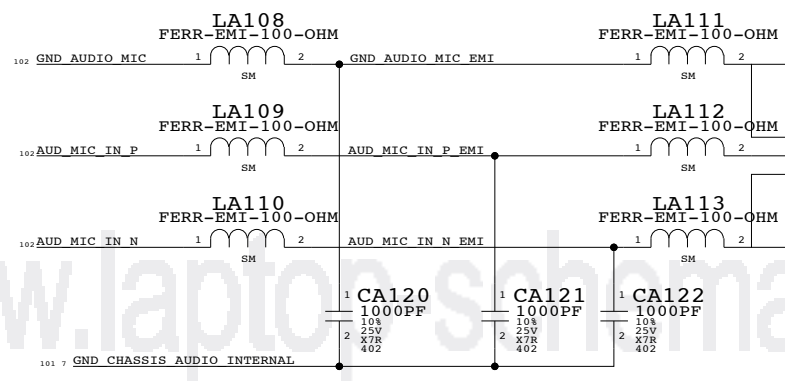 LA108
FERR-EMI-100-OHM
LA111
FERR-EMI-100-OHM
102 GND_AUDIO_MIC 1 2 GND_AUDIO_MIC_EMI 1 2
SM
SM
LA109
FERR-EMI-100-OHM
LA112
FERR-EMI-100-OHM
102 AUD_MIC_IN_P 1 2 AUD_MIC_IN_P_EMI 1 2
SM
SM
LA110
FERR-EMI-100-OHM
LA113
FERR-EMI-100-OHM
102 AUD_MIC_IN_N 1 2 AUD_MIC_IN_N_EMI 1 2
SM
SM
1 CA120
1000PF
10%
25V
2 X7R
402
1 CA121
1000PF
10%
25V
2 X7R
402
1 CA122
1000PF
10%
25V
2 X7R
402
101 7 GND_CHASSIS_AUDIO_INTERNAL
w.laptop-schema